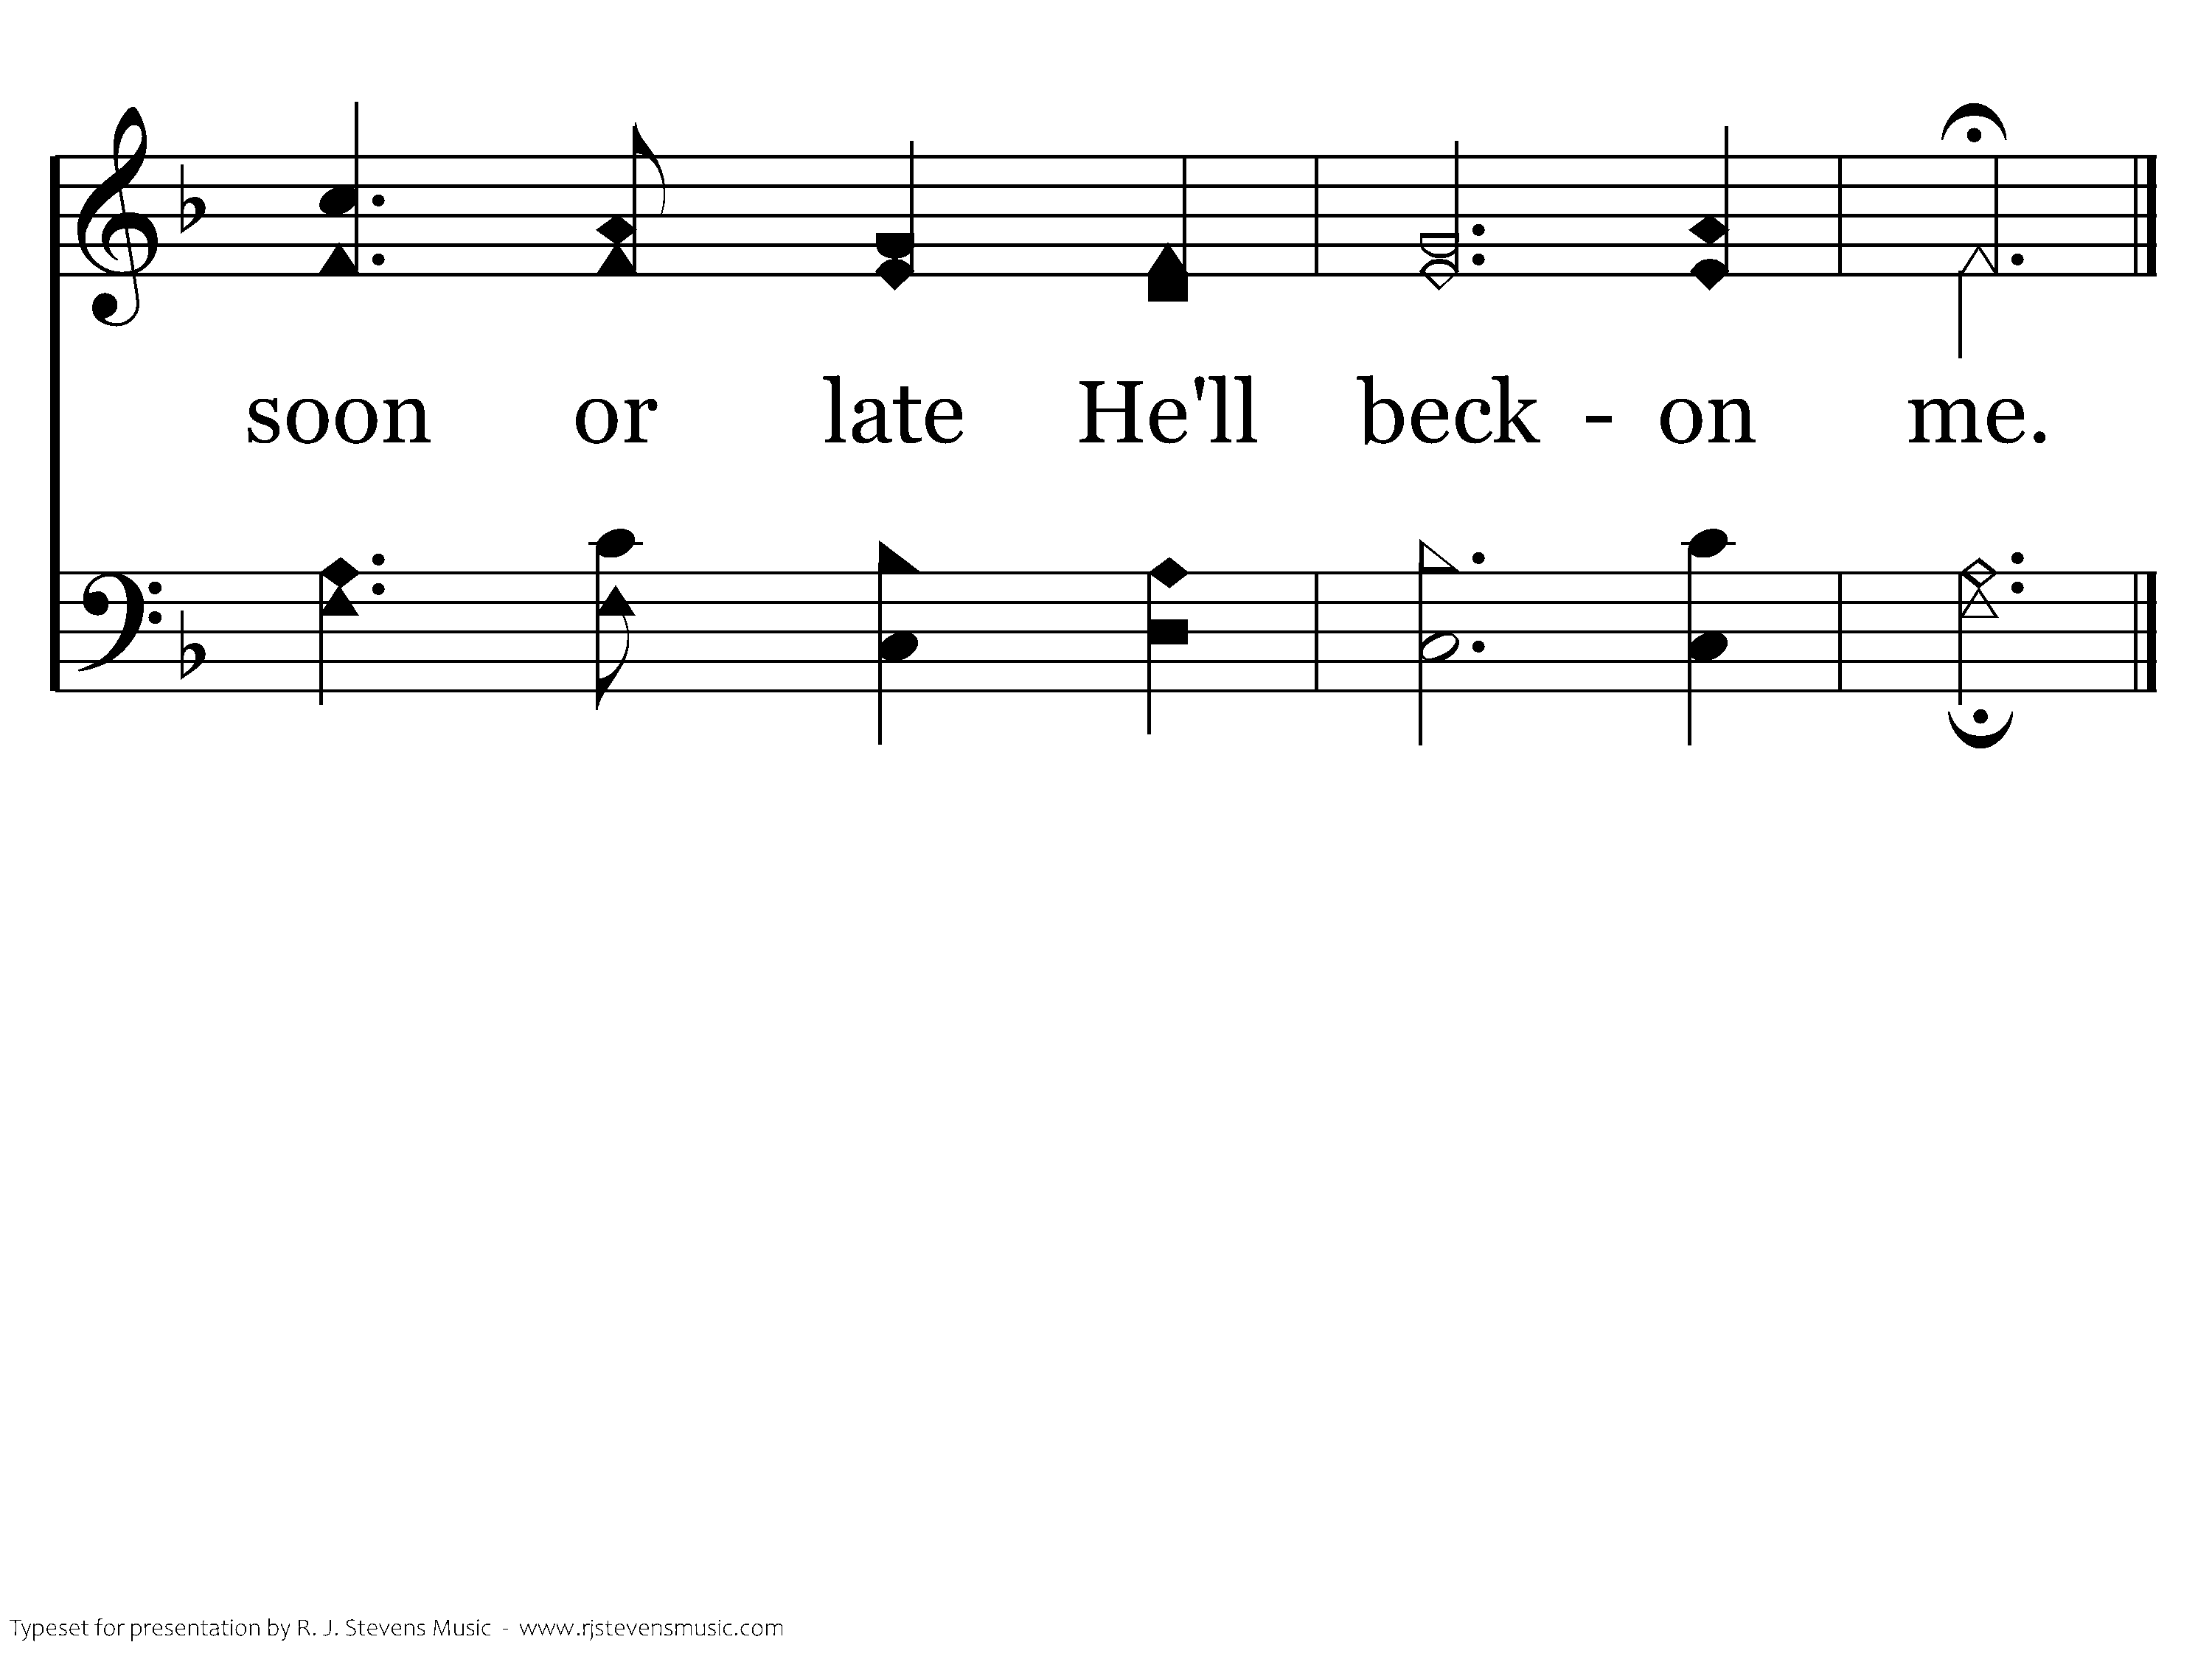 soon or late He'll beck - on me.
Typeset for presentation by R. J. Stevens Music - www.rjstevensmusic.com